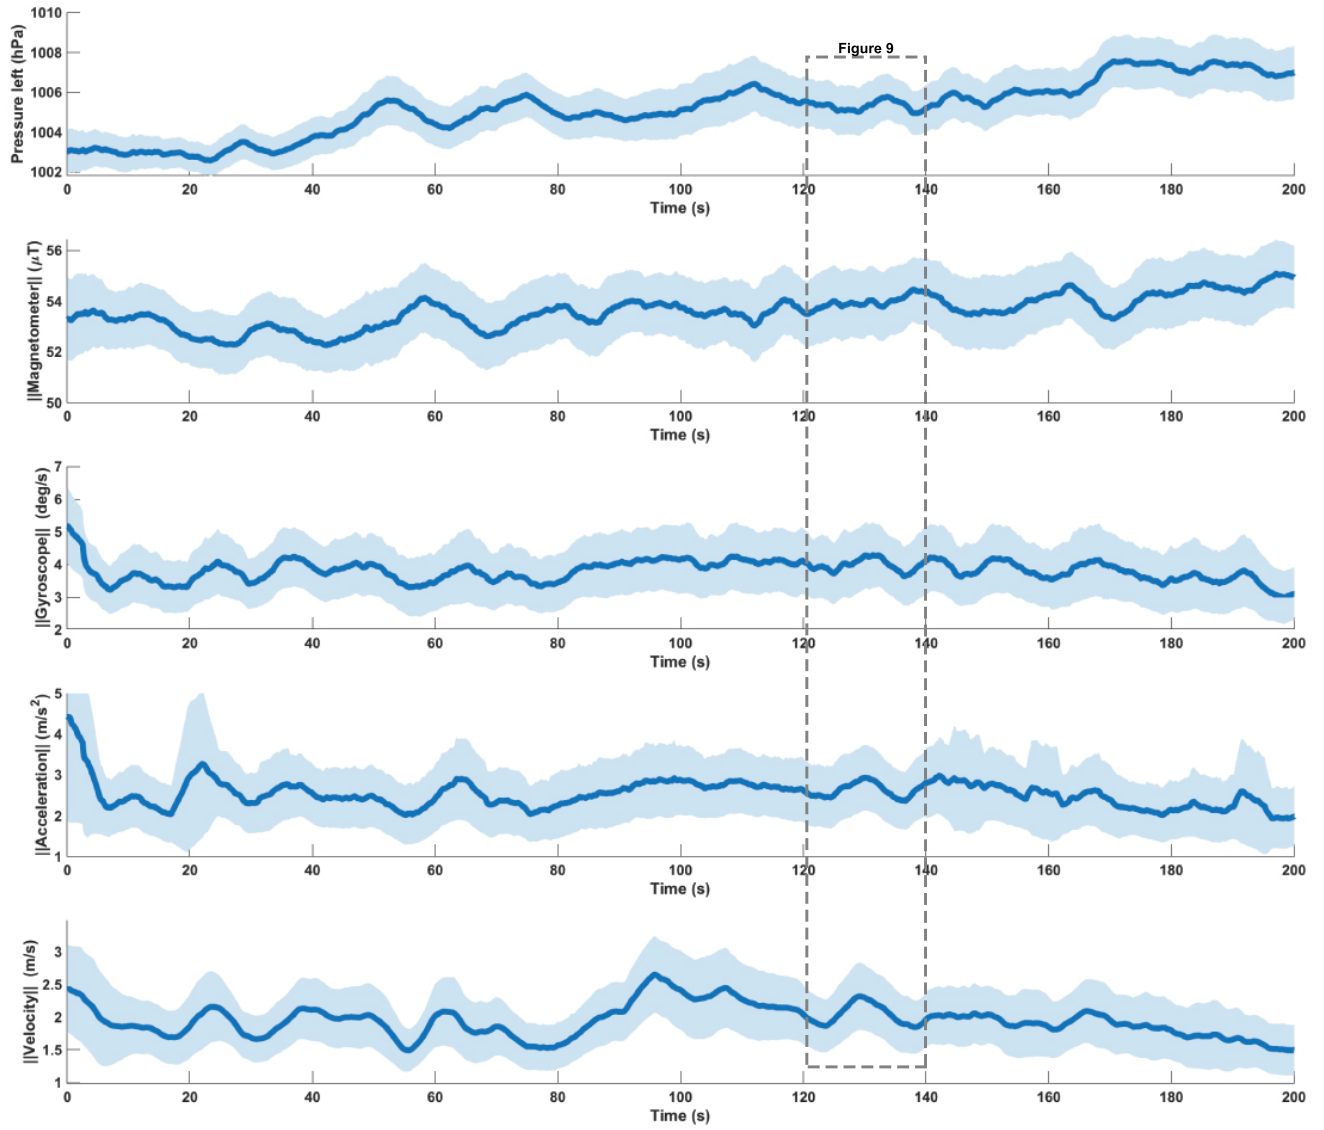 Figure 9
Pressure left (hPa)
1010
1008
1006
1004
1002
0 20 40 60 80 100 120 140 160 180 200
Time (s)
||Magnetometer|| (μT)
56
54
52
50
0 20 40 60 80 100 120 140 160 180 200
Time (s)
||Gyroscope|| (deg/s)
7
6
5
4
3
2
0 20 40 60 80 100 120 140 160 180 200
Time (s)
||Acceleration|| (m/s²)
5
4
3
2
1
0 20 40 60 80 100 120 140 160 180 200
Time (s)
||Velocity|| (m/s)
3
2.5
2
1.5
1
0 20 40 60 80 100 120 140 160 180 200
Time (s)